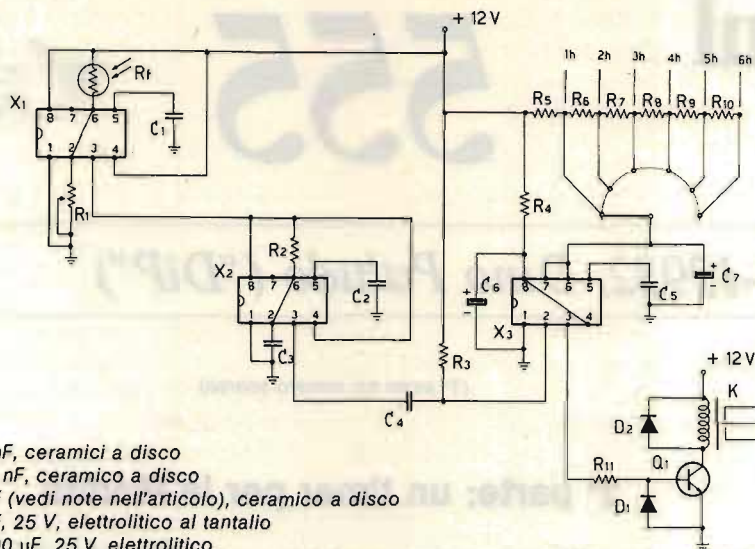 555
+ 12 V
1h 2h 3h 4h 5h 6h
R5 R6 R7 R8 R9 R10
Rf
X1
8 7 6 5
1 2 3 4
C1
R1
R4
R2
X2
8 7 6 5
1 2 3 4
C2
C3
C4
R3
C6
8 7 6 5
1 2 3 4
X3
C5
C7
+ 12 V
K
D2
Q1
R11
D1
nF, ceramici a disco
nF, ceramico a disco
(vedi note nell'articolo), ceramico a disco
25 V, elettrolitico al tantalio
µF, 25 V, elettrolitico